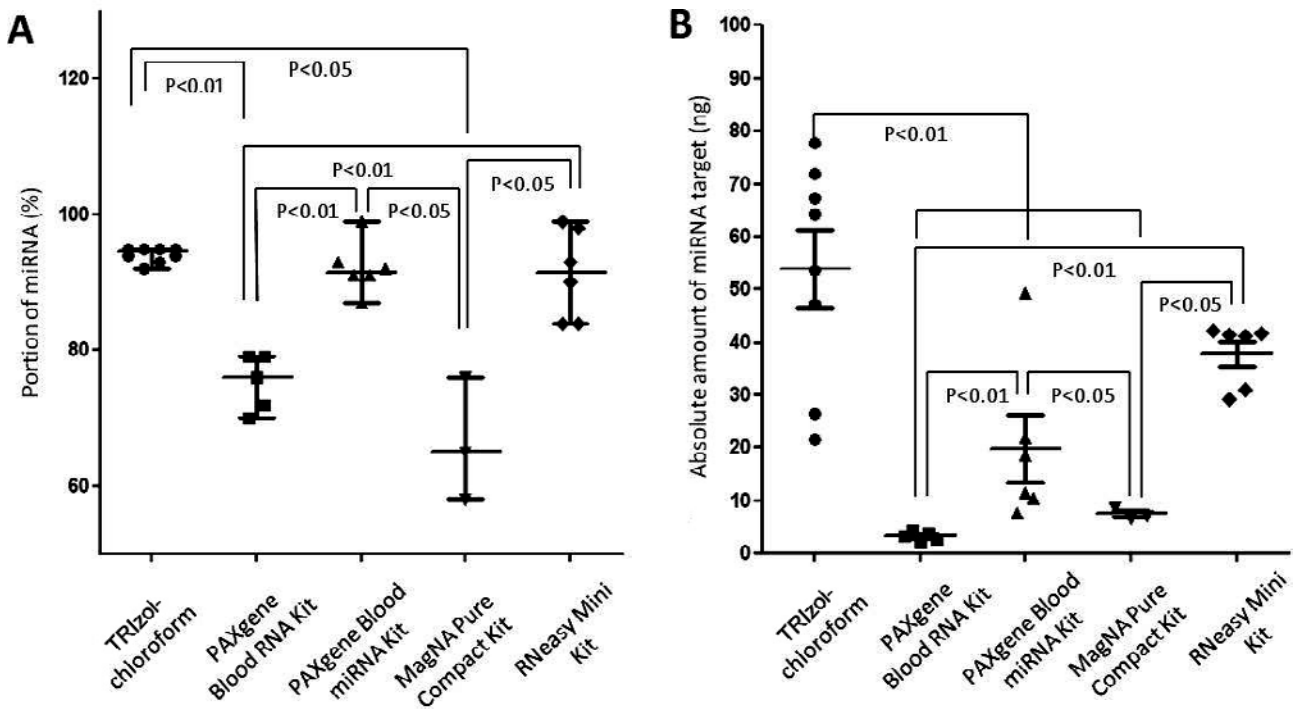 A
Portion of miRNA (%)
120
100
80
60
P<0.05
P<0.01
P<0.01
P<0.05
P<0.01
P<0.05
TRIzol-
chloroform
PAXgene
Blood RNA Kit
PAXgene Blood
miRNA Kit
MagNA Pure
Compact Kit
RNeasy Mini
Kit
B
Absolute amount of miRNA target (ng)
100
90
80
70
60
50
40
30
20
10
0
P<0.01
P<0.01
P<0.05
P<0.01
P<0.05
TRIzol-
chloroform
PAXgene
Blood RNA Kit
PAXgene Blood
miRNA Kit
MagNA Pure
Compact Kit
RNeasy Mini
Kit